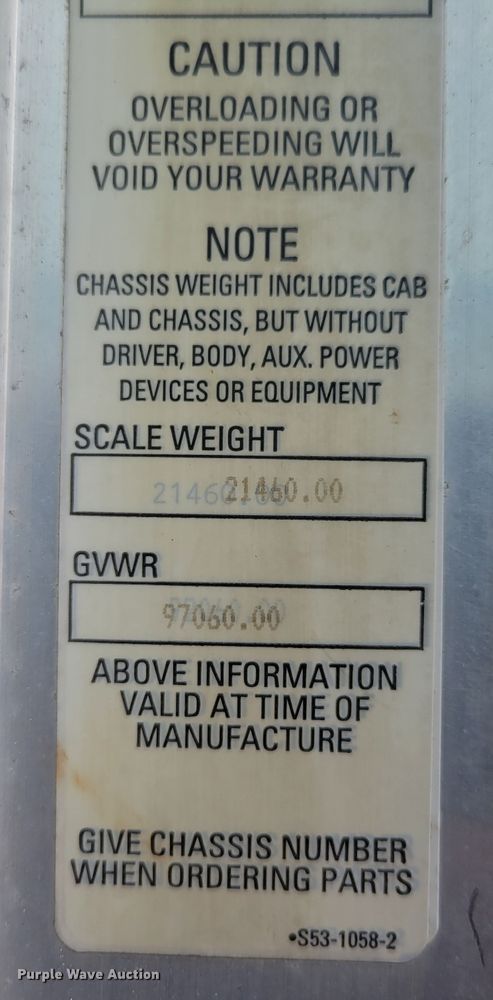 CAUTION
OVERLOADING OR
OVERSPEEDING WILL
VOID YOUR WARRANTY
NOTE
CHASSIS WEIGHT INCLUDES CAB
AND CHASSIS, BUT WITHOUT
DRIVER, BODY, AUX. POWER
DEVICES OR EQUIPMENT
SCALE WEIGHT
21460.00
GVWR
97060.00
ABOVE INFORMATION
VALID AT TIME OF
MANUFACTURE
GIVE CHASSIS NUMBER
WHEN ORDERING PARTS
•S53-1058-2
Purple Wave Auction